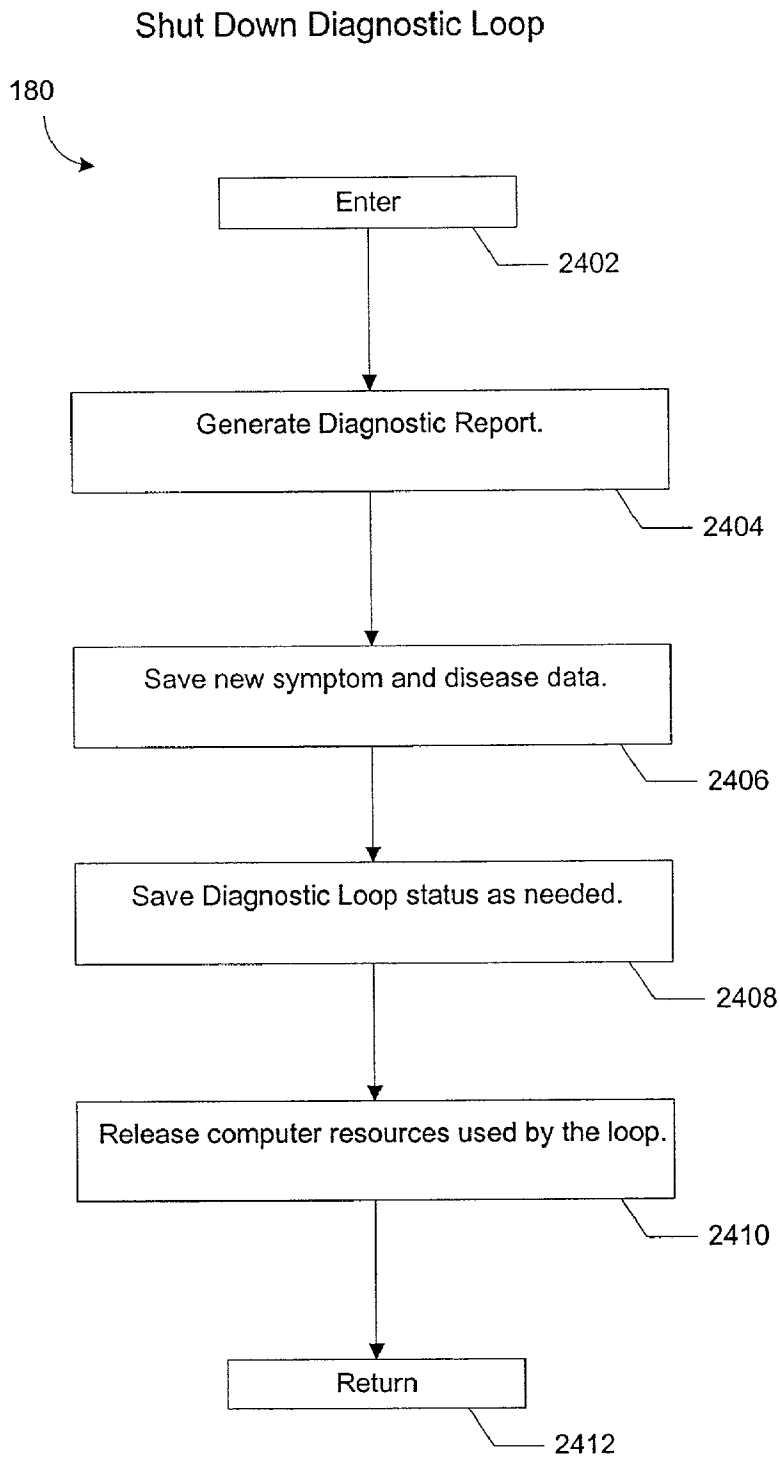 Shut Down Diagnostic Loop
180
Enter
2402
Generate Diagnostic Report.
2404
Save new symptom and disease data.
2406
Save Diagnostic Loop status as needed.
2408
Release computer resources used by the loop.
2410
Return
2412